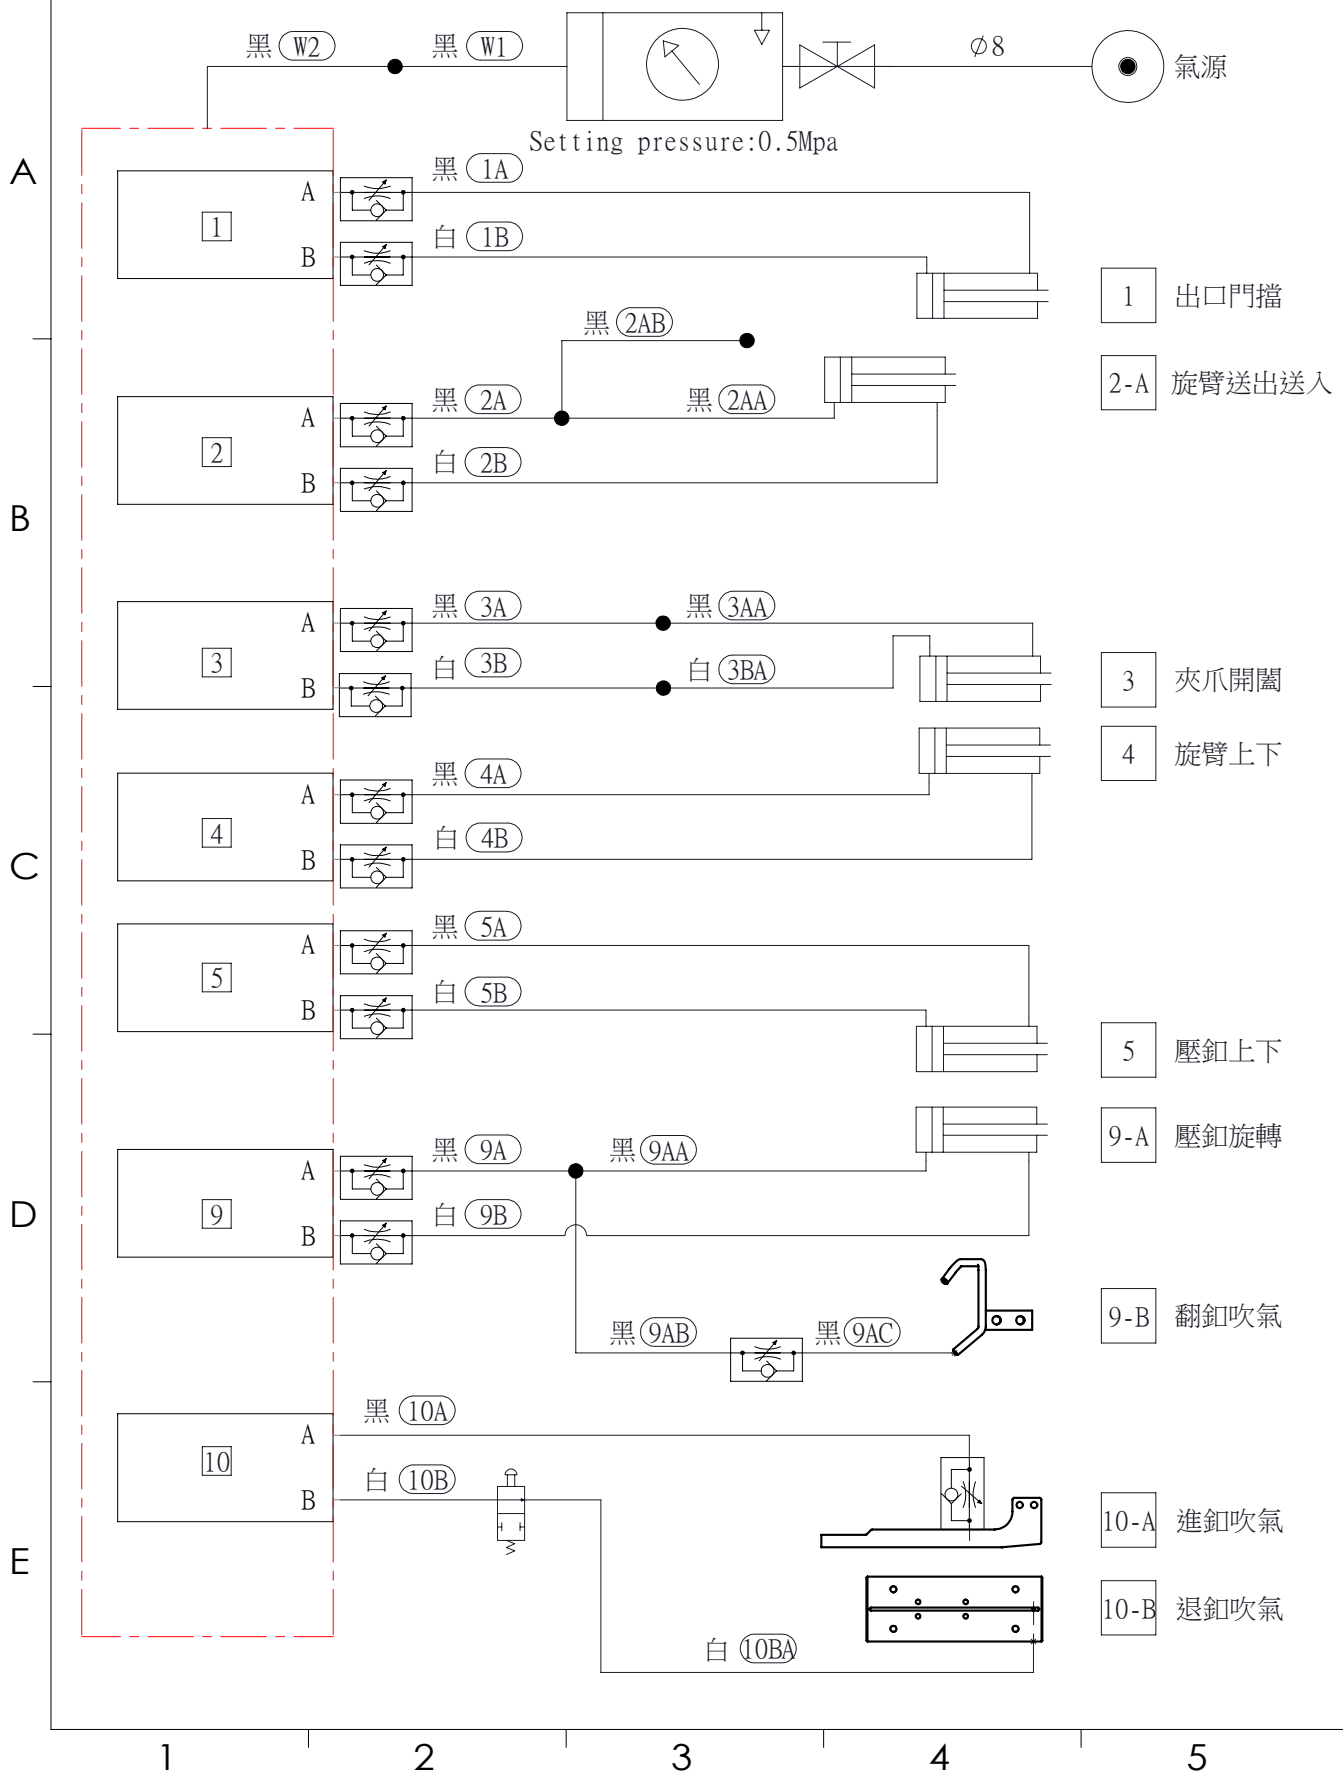 黑 W2 黑 W1 Ø8 氣源
Setting pressure:0.5Mpa
A
黑 1A
A
1
白 1B
B
1 出口門擋
黑 2AB
2-A 旋臂送出送入
黑 2A 黑 2AA
A
2
白 2B
B
B
黑 3A 黑 3AA
A
3
白 3B 白 3BA
B
3 夾爪開闔
4 旋臂上下
黑 4A
A
4
白 4B
B
C
黑 5A
A
5
白 5B
B
5 壓釦上下
9-A 壓釦旋轉
黑 9A 黑 9AA
A
9
白 9B
B
D
9-B 翻釦吹氣
黑 9AB 黑 9AC
黑 10A
A
10
白 10B
B
10-A 進釦吹氣
E
10-B 退釦吹氣
白 10BA
1 2 3 4 5